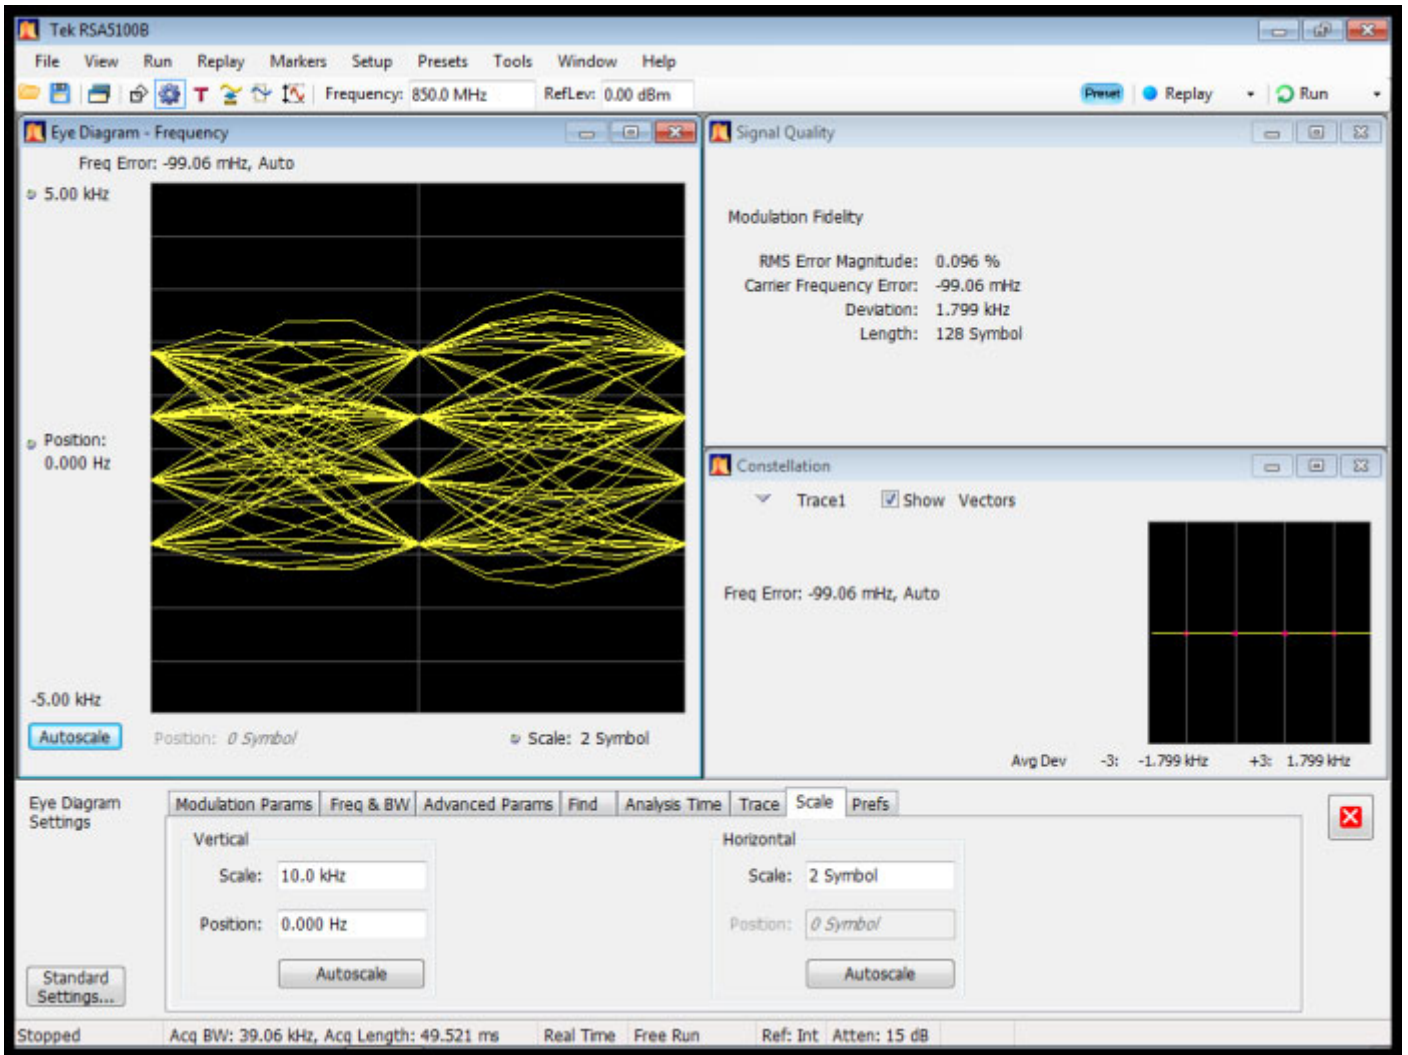 Tek RSA5100B
File View Run Replay Markers Setup Presets Tools Window Help
T Frequency: 850.0 MHz RefLev: 0.00 dBm Preset Replay Run
Eye Diagram - Frequency
Freq Error: -99.06 mHz, Auto
5.00 kHz
Position:
0.000 Hz
-5.00 kHz
Autoscale Position: 0 Symbol Scale: 2 Symbol
Signal Quality
Modulation Fidelity
RMS Error Magnitude: 0.096 %
Carrier Frequency Error: -99.06 mHz
Deviation: 1.799 kHz
Length: 128 Symbol
Constellation
Trace1 Show Vectors
Freq Error: -99.06 mHz, Auto
Avg Dev -3: -1.799 kHz +3: 1.799 kHz
Eye Diagram
Settings
Modulation Params Freq & BW Advanced Params Find Analysis Time Trace Scale Prefs
Vertical
Scale: 10.0 kHz
Position: 0.000 Hz
Autoscale
Horizontal
Scale: 2 Symbol
Position: 0 Symbol
Autoscale
Standard
Settings...
Stopped Acq BW: 39.06 kHz, Acq Length: 49.521 ms Real Time Free Run Ref: Int Atten: 15 dB